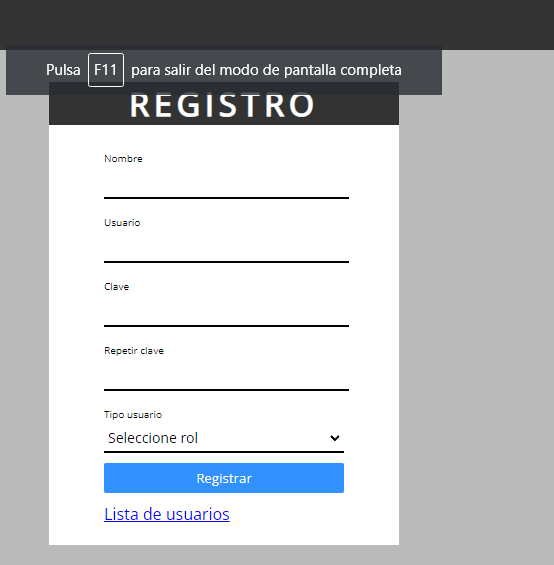 Pulsa F11 para salir del modo de pantalla completa
REGISTRO
Nombre
Usuario
Clave
Repetir clave
Tipo usuario
Seleccione rol
Registrar
Lista de usuarios